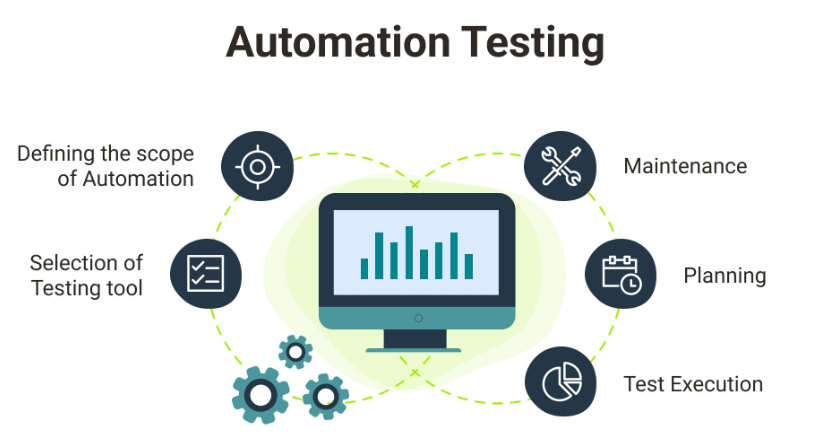 Automation Testing
Defining the scope
of Automation
Selection of
Testing tool
Maintenance
Planning
Test Execution